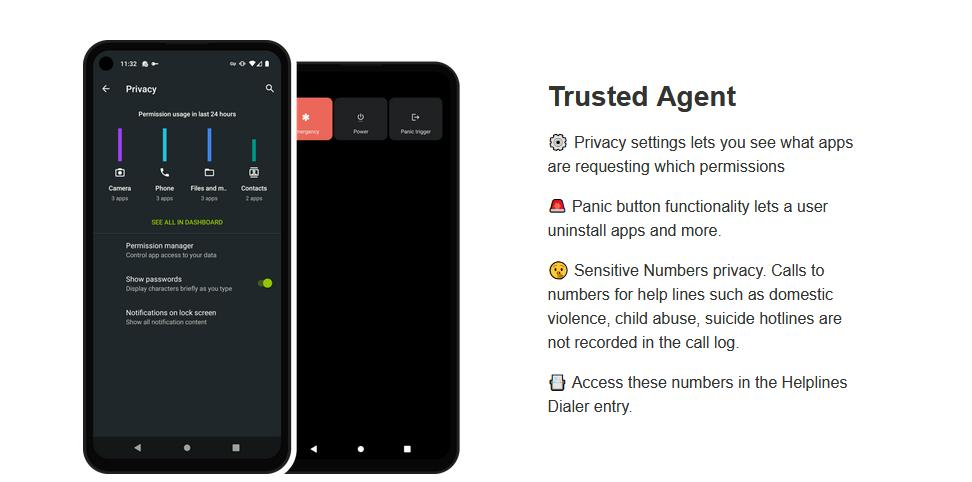 11:32
Privacy
Permission usage in last 24 hours
Camera
3 apps
Phone
3 apps
Files and m..
3 apps
Contacts
2 apps
SEE ALL IN DASHBOARD
Permission manager
Control app access to your data
Show passwords
Display characters briefly as you type
Notifications on lock screen
Show all notification content
mergency
Power
Panic trigger
Trusted Agent
Privacy settings lets you see what apps
are requesting which permissions
Panic button functionality lets a user
uninstall apps and more.
Sensitive Numbers privacy. Calls to
numbers for help lines such as domestic
violence, child abuse, suicide hotlines are
not recorded in the call log.
Access these numbers in the Helplines
Dialer entry.